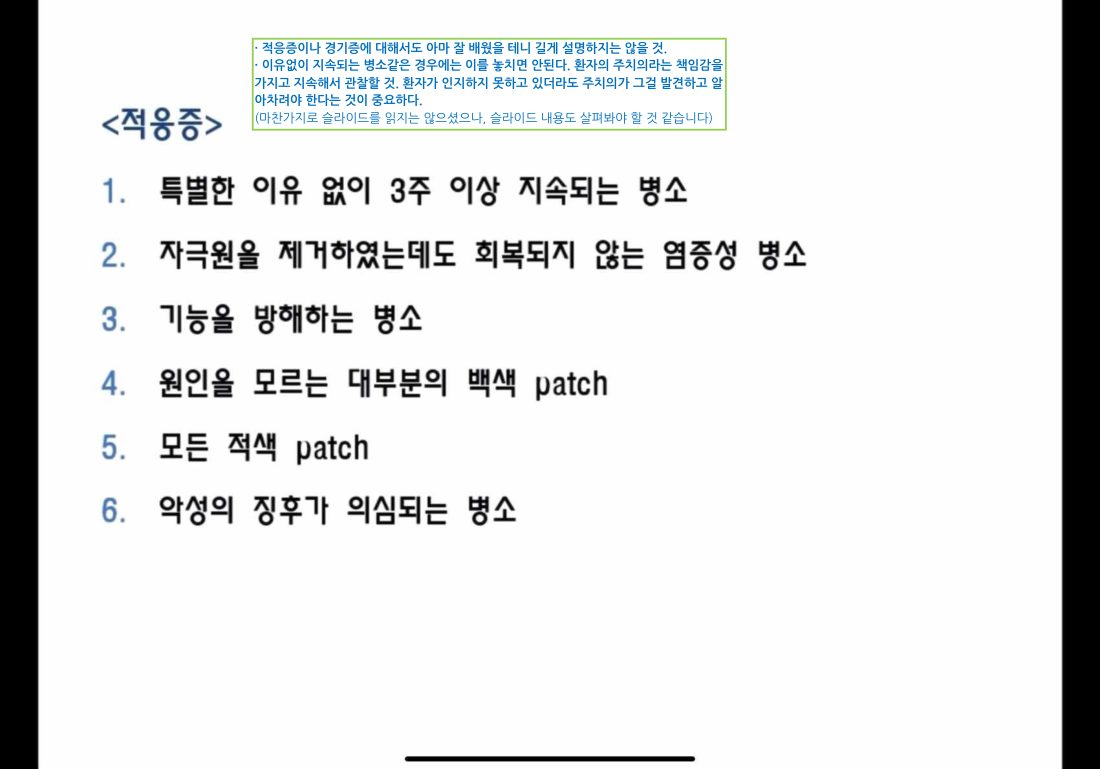 · 적응증이나 경기증에 대해서도 아마 잘 배웠을 테니 길게 설명하지는 않을 것.
· 이유없이 지속되는 병소같은 경우에는 이를 놓치면 안된다. 환자의 주치의라는 책임감을
가지고 지속해서 관찰할 것. 환자가 인지하지 못하고 있더라도 주치의가 그걸 발견하고 알
아차려야 한다는 것이 중요하다.
(마찬가지로 슬라이드를 읽지는 않으셨으나, 슬라이드 내용도 살펴봐야 할 것 같습니다)
<적응증>
1. 특별한 이유 없이 3주 이상 지속되는 병소
2. 자극원을 제거하였는데도 회복되지 않는 염증성 병소
3. 기능을 방해하는 병소
4. 원인을 모르는 대부분의 백색 patch
5. 모든 적색 patch
6. 악성의 징후가 의심되는 병소